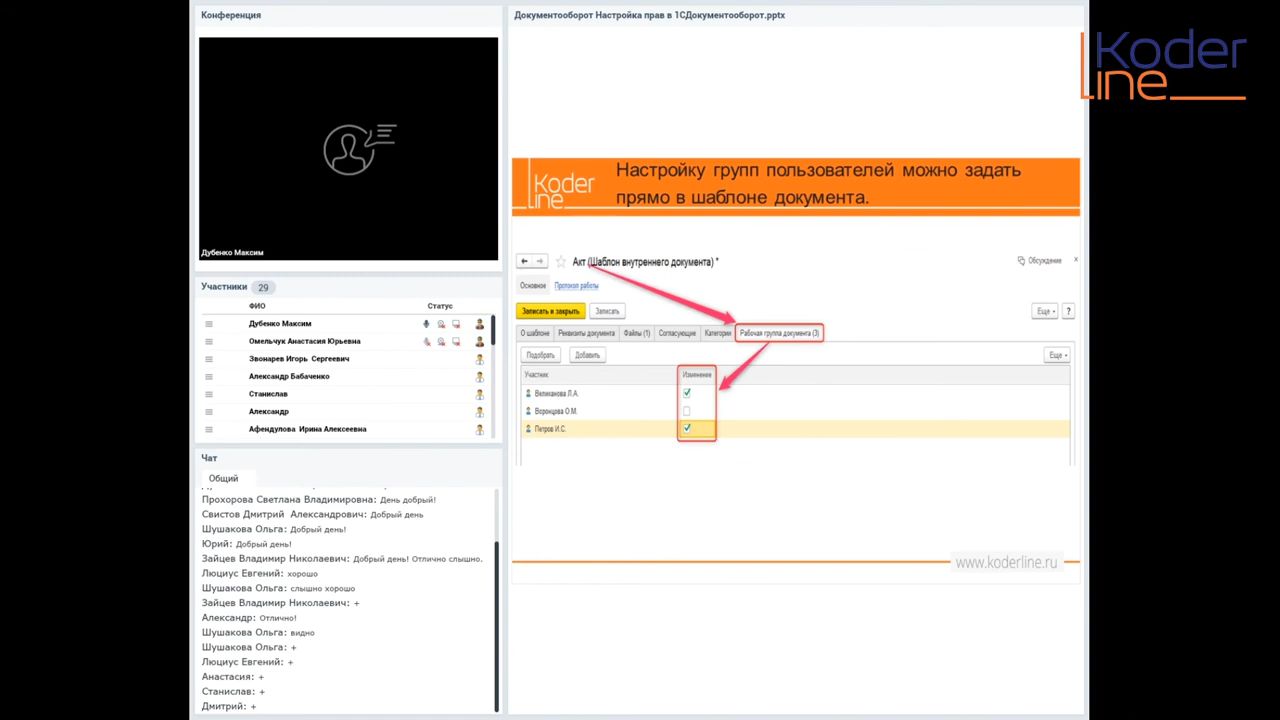 Конференция
Дубенко Максим
Участники 29
ФИО Статус
Дубенко Максим
Омельчук Анастасия Юрьевна
Звонарев Игорь Сергеевич
Александр Бабаченко
Станислав
Александр
Афендулова Ирина Алексеевна
Чат
Общий
Прохорова Светлана Владимировна: День добрый!
Свистов Дмитрий Александрович: Добрый день
Шушакова Ольга: Добрый день!
Юрий: Добрый день!
Зайцев Владимир Николаевич: Добрый день! Отлично слышно.
Люциус Евгений: хорошо
Шушакова Ольга: слышно хорошо
Зайцев Владимир Николаевич: +
Александр: Отлично!
Шушакова Ольга: видно
Шушакова Ольга: +
Люциус Евгений: +
Анастасия: +
Станислав: +
Дмитрий: +
Документооборот Настройка прав в 1СДокументооборот.pptx
Koder
line
Koder
line
Настройку групп пользователей можно задать
прямо в шаблоне документа.
Акт (Шаблон внутреннего документа) *
Обсуждение ×
Основное Протокол работы
Записать и закрыть Записать Еще ?
О шаблоне Реквизиты документа Файлы (1) Согласующие Категории Рабочая группа документа (3)
Подобрать Добавить Еще
Участник Изменение
Великанова Л.А.
Воронцова О.М.
Петров И.С.
www.koderline.ru